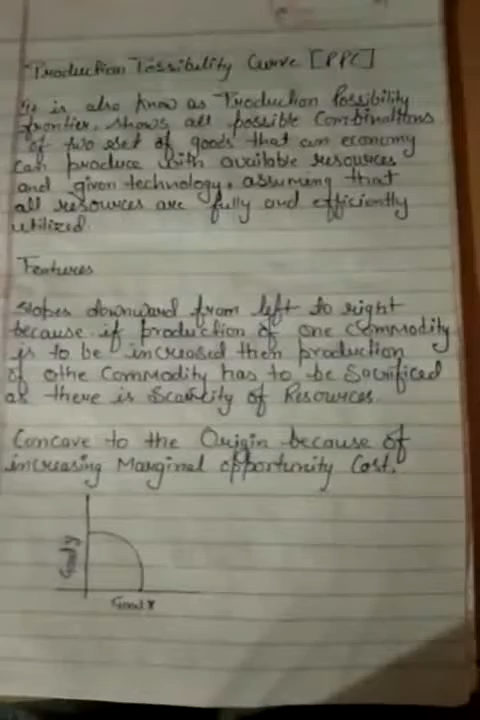 Production Possibility Curve [PPC]
It is also know as Production Possibility
frontier, shows all possible Combinations
of two set of goods that an economy
can produce with available resources
and given technology, assuming that
all resources are fully and efficiently
utilized.
Features
Slopes downward from left to right
because if production of one Commodity
is to be increased then production
of othe Commodity has to be Sacrificed
as there is Scarcity of Resources.
Concave to the Origin because of
increasing Marginal opportunity Cost.
Good y
Good x